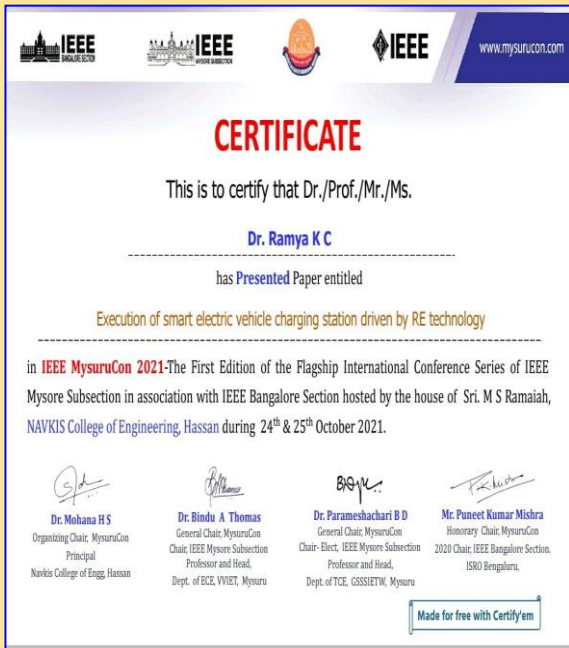 IEEE
BANGALORE SECTION
IEEE
MYSORE SUBSECTION
IEEE
www.mysurucon.com
CERTIFICATE
This is to certify that Dr./Prof./Mr./Ms.
Dr. Ramya K C
has Presented Paper entitled
Execution of smart electric vehicle charging station driven by RE technology
in IEEE MysuruCon 2021-The First Edition of the Flagship International Conference Series of IEEE
Mysore Subsection in association with IEEE Bangalore Section hosted by the house of Sri. M S Ramaiah,
NAVKIS College of Engineering, Hassan during 24th & 25th October 2021.
Dr. Mohana H S
Organizing Chair, MysuruCon
Principal
Navkis College of Engg, Hassan
Dr. Bindu A Thomas
General Chair, MysuruCon
Chair, IEEE Mysore Subsection
Professor and Head,
Dept. of ECE, VVIET, Mysuru
Dr. Parameshachari B D
General Chair, MysuruCon
Chair- Elect, IEEE Mysore Subsection
Professor and Head,
Dept. of TCE, GSSSIETW, Mysuru
Mr. Puneet Kumar Mishra
Honorary Chair, MysuruCon
2020 Chair, IEEE Bangalore Section.
ISRO Bengaluru,
Made for free with Certify'em